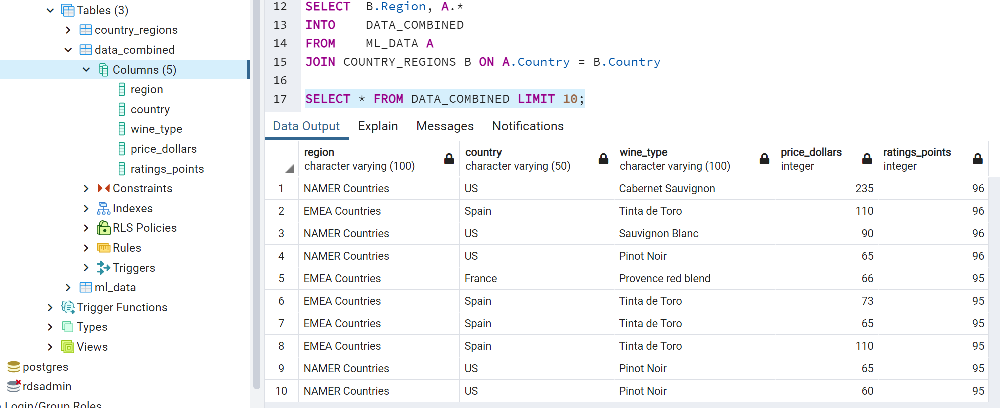 Tables (3)
country_regions
data_combined
Columns (5)
region
country
wine_type
price_dollars
ratings_points
Constraints
Indexes
RLS Policies
Rules
Triggers
ml_data
Trigger Functions
Types
Views
postgres
rdsadmin
Login/Group Roles
12 SELECT B.Region, A.*
13 INTO DATA_COMBINED
14 FROM ML_DATA A
15 JOIN COUNTRY_REGIONS B ON A.Country = B.Country
16
17 SELECT * FROM DATA_COMBINED LIMIT 10;
Data Output Explain Messages Notifications
region country wine_type price_dollars ratings_points
character varying (100) character varying (50) character varying (100) integer integer
1 NAMER Countries US Cabernet Sauvignon 235 96
2 EMEA Countries Spain Tinta de Toro 110 96
3 NAMER Countries US Sauvignon Blanc 90 96
4 NAMER Countries US Pinot Noir 65 96
5 EMEA Countries France Provence red blend 66 95
6 EMEA Countries Spain Tinta de Toro 73 95
7 EMEA Countries Spain Tinta de Toro 65 95
8 EMEA Countries Spain Tinta de Toro 110 95
9 NAMER Countries US Pinot Noir 65 95
10 NAMER Countries US Pinot Noir 60 95